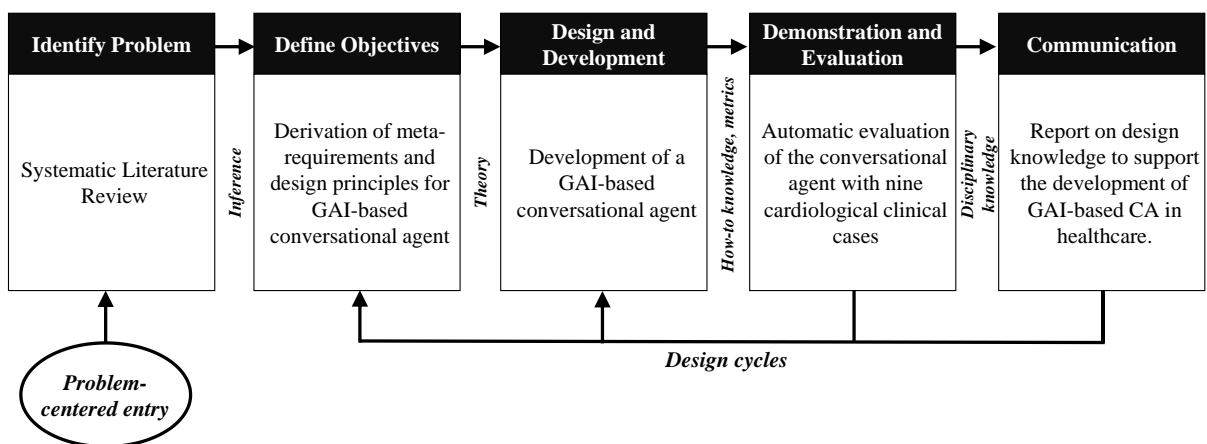 Identify Problem
Systematic Literature
Review
Inference
Define Objectives
Derivation of meta-
requirements and
design principles for
GAI-based
conversational agent
Theory
Design and
Development
Development of a
GAI-based
conversational agent
How-to knowledge, metrics
Demonstration and
Evaluation
Automatic evaluation
of the conversational
agent with nine
cardiological clinical
cases
Disciplinary
knowledge
Communication
Report on design
knowledge to support
the development of
GAI-based CA in
healthcare.
Design cycles
Problem-
centered entry